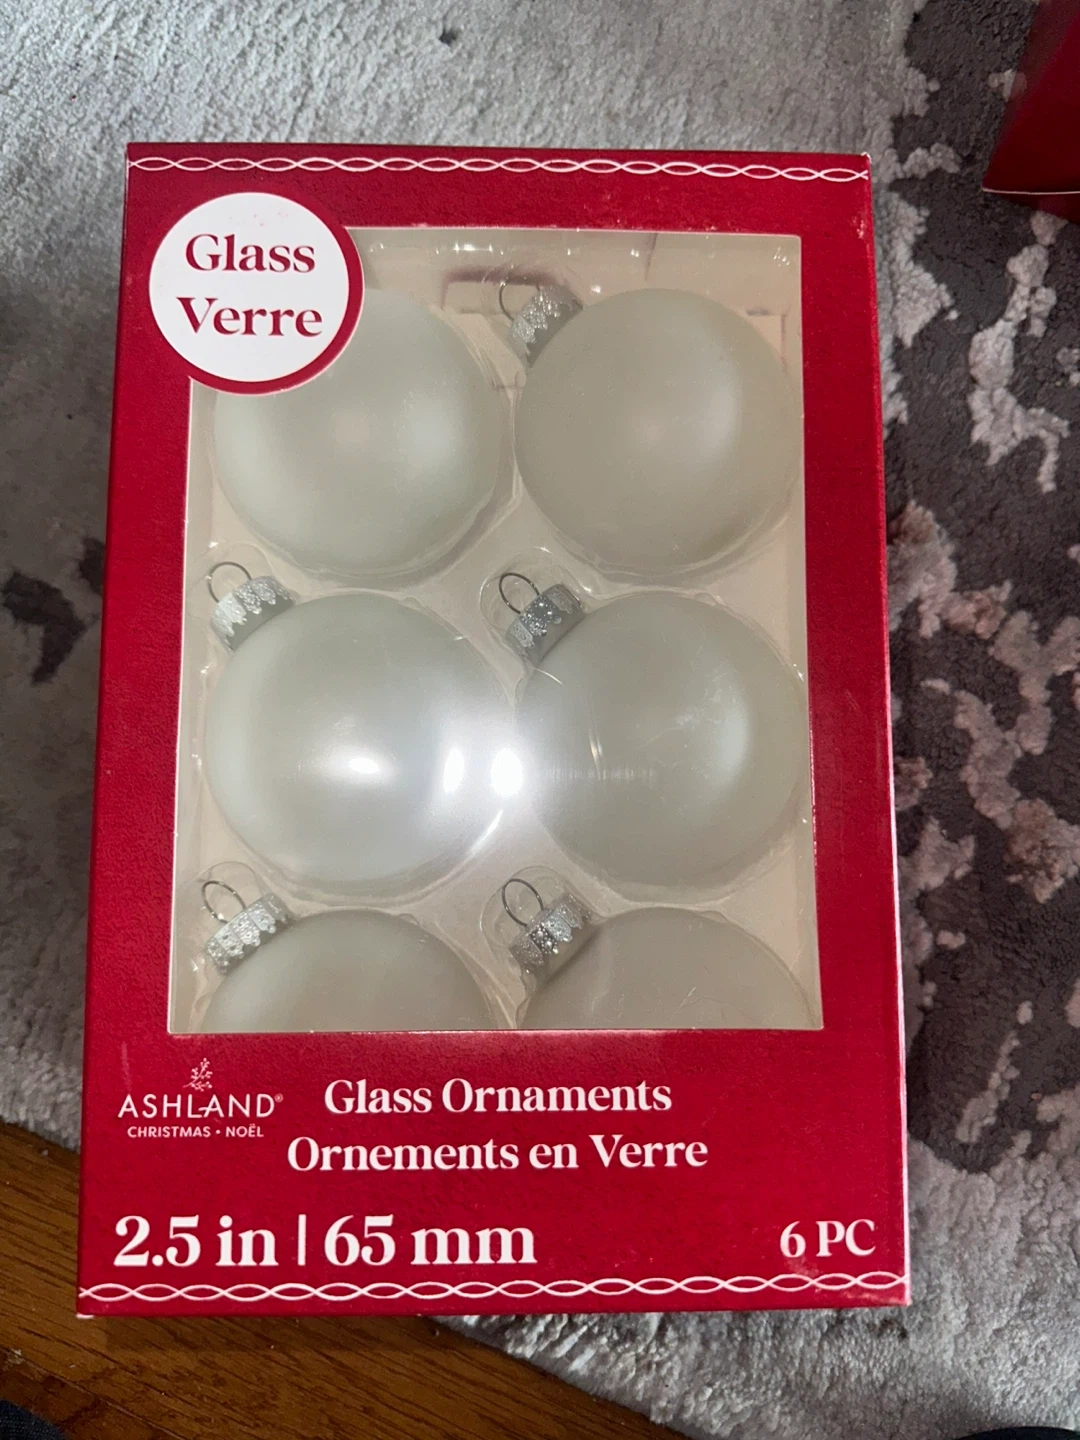 Glass
Verre
ASHLAND®
CHRISTMAS • NOËL
Glass Ornaments
Ornements en Verre
2.5 in | 65 mm
6 PC